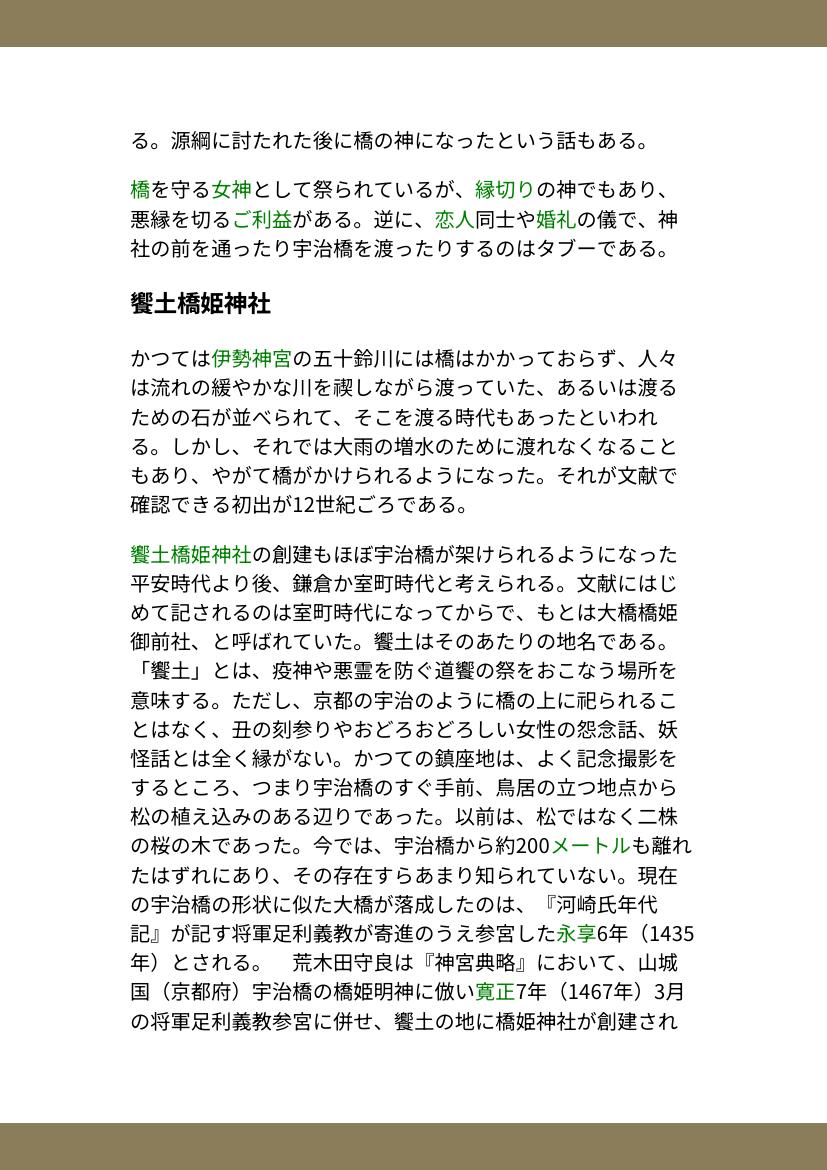 る。源綱に討たれた後に橋の神になったという話もある。
橋を守る女神として祭られているが、縁切りの神でもあり、
悪縁を切るご利益がある。逆に、恋人同士や婚礼の儀で、神
社の前を通ったり宇治橋を渡ったりするのはタブーである。
饗土橋姫神社
かつては伊勢神宮の五十鈴川には橋はかかっておらず、人々
は流れの緩やかな川を禊しながら渡っていた、あるいは渡る
ための石が並べられて、そこを渡る時代もあったといわれ
る。しかし、それでは大雨の増水のために渡れなくなること
もあり、やがて橋がかけられるようになった。それが文献で
確認できる初出が12世紀ごろである。
饗土橋姫神社の創建もほぼ宇治橋が架けられるようになった
平安時代より後、鎌倉か室町時代と考えられる。文献にはじ
めて記されるのは室町時代になってからで、もとは大橋橋姫
御前社、と呼ばれていた。饗土はそのあたりの地名である。
「饗土」とは、疫神や悪霊を防ぐ道饗の祭をおこなう場所を
意味する。ただし、京都の宇治のように橋の上に祀られるこ
とはなく、丑の刻参りやおどろおどろしい女性の怨念話、妖
怪話とは全く縁がない。かつての鎮座地は、よく記念撮影を
するところ、つまり宇治橋のすぐ手前、鳥居の立つ地点から
松の植え込みのある辺りであった。以前は、松ではなく二株
の桜の木であった。今では、宇治橋から約200メートルも離れ
たはずれにあり、その存在すらあまり知られていない。現在
の宇治橋の形状に似た大橋が落成したのは、『河崎氏年代
記』が記す将軍足利義教が寄進のうえ参宮した永享6年（1435
年）とされる。　荒木田守良は『神宮典略』において、山城
国（京都府）宇治橋の橋姫明神に倣い寛正7年（1467年）3月
の将軍足利義教参宮に併せ、饗土の地に橋姫神社が創建され